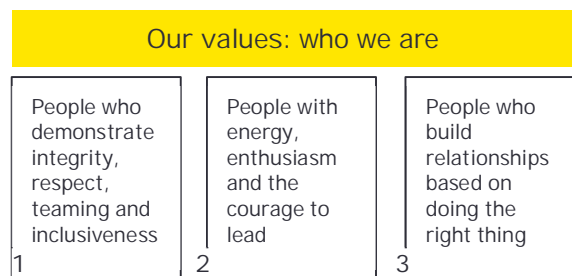 Our values: who we are
People who
demonstrate
integrity,
respect,
teaming and
inclusiveness
1
People with
energy,
enthusiasm
and the
courage to
lead
2
People who
build
relationships
based on
doing the
right thing
3